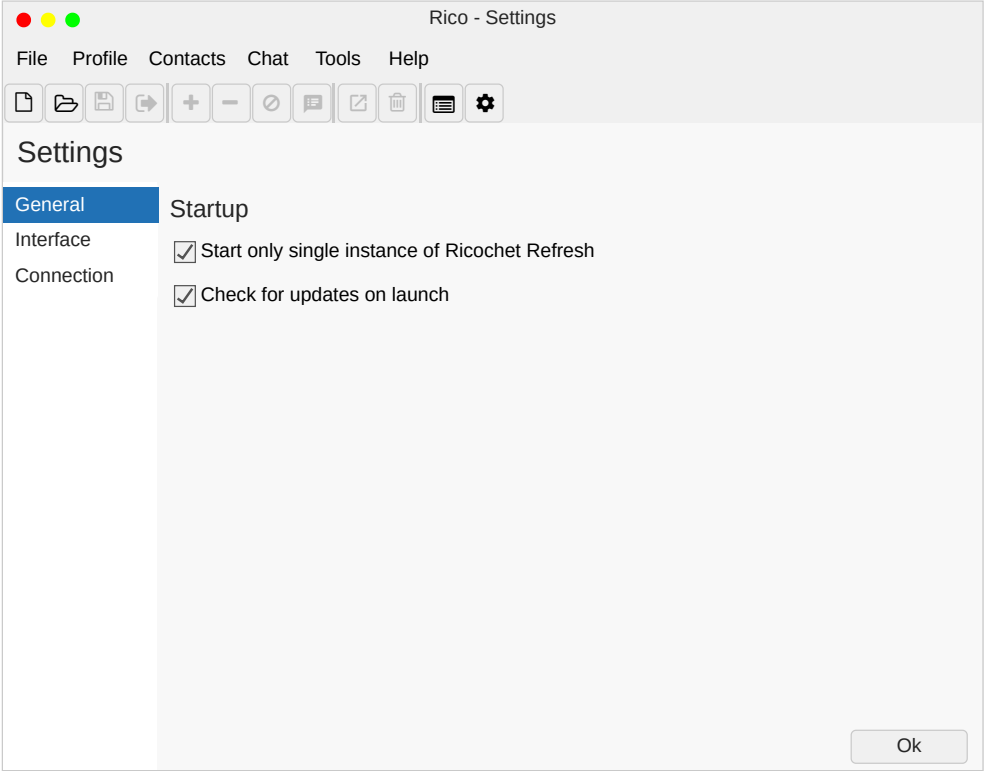 Rico - Settings
File Profile Contacts Chat Tools Help
Settings
General
Interface
Connection
Startup
Start only single instance of Ricochet Refresh
Check for updates on launch
Ok